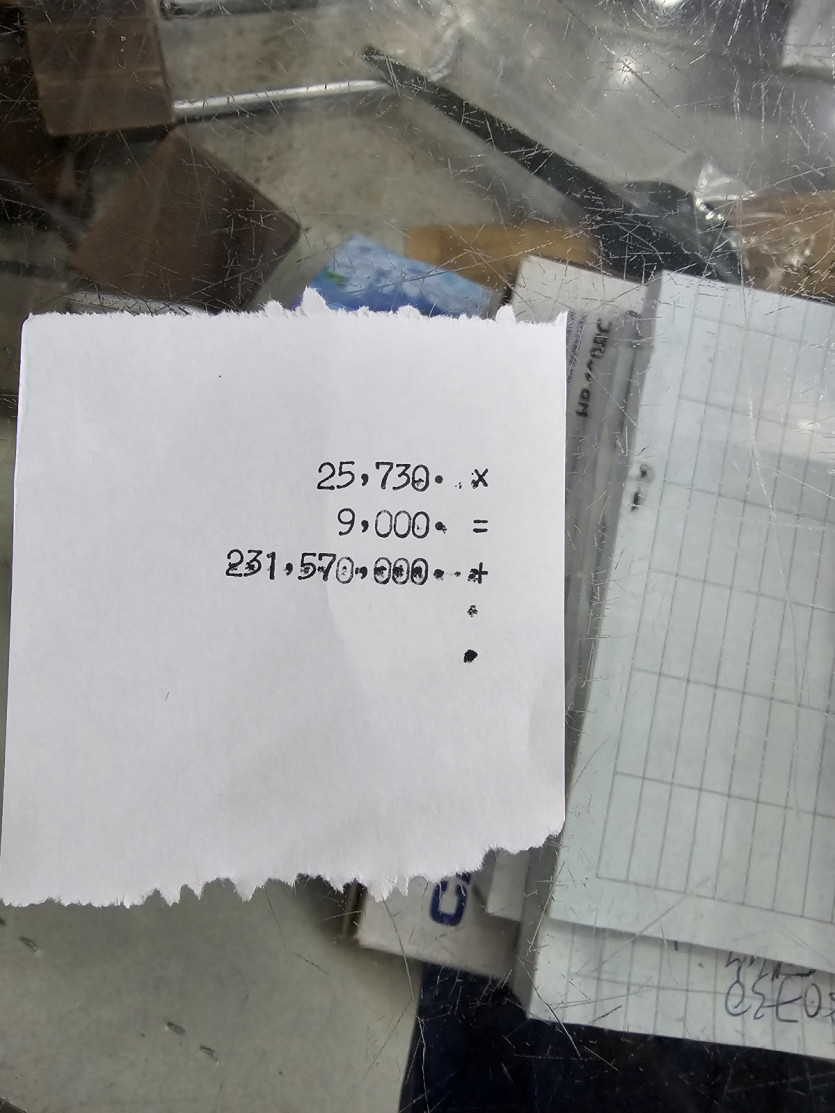 25,730. x
9,000. =
231,570,000. +